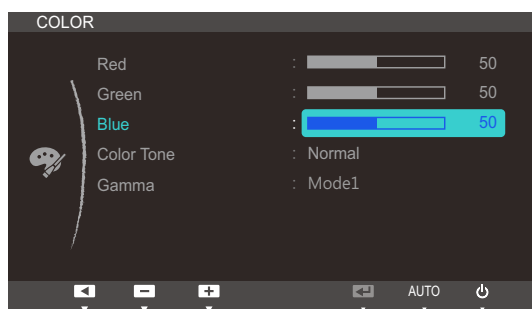 COLOR
Red : 50
Green : 50
Blue : 50
Color Tone : Normal
Gamma : Mode1
AUTO